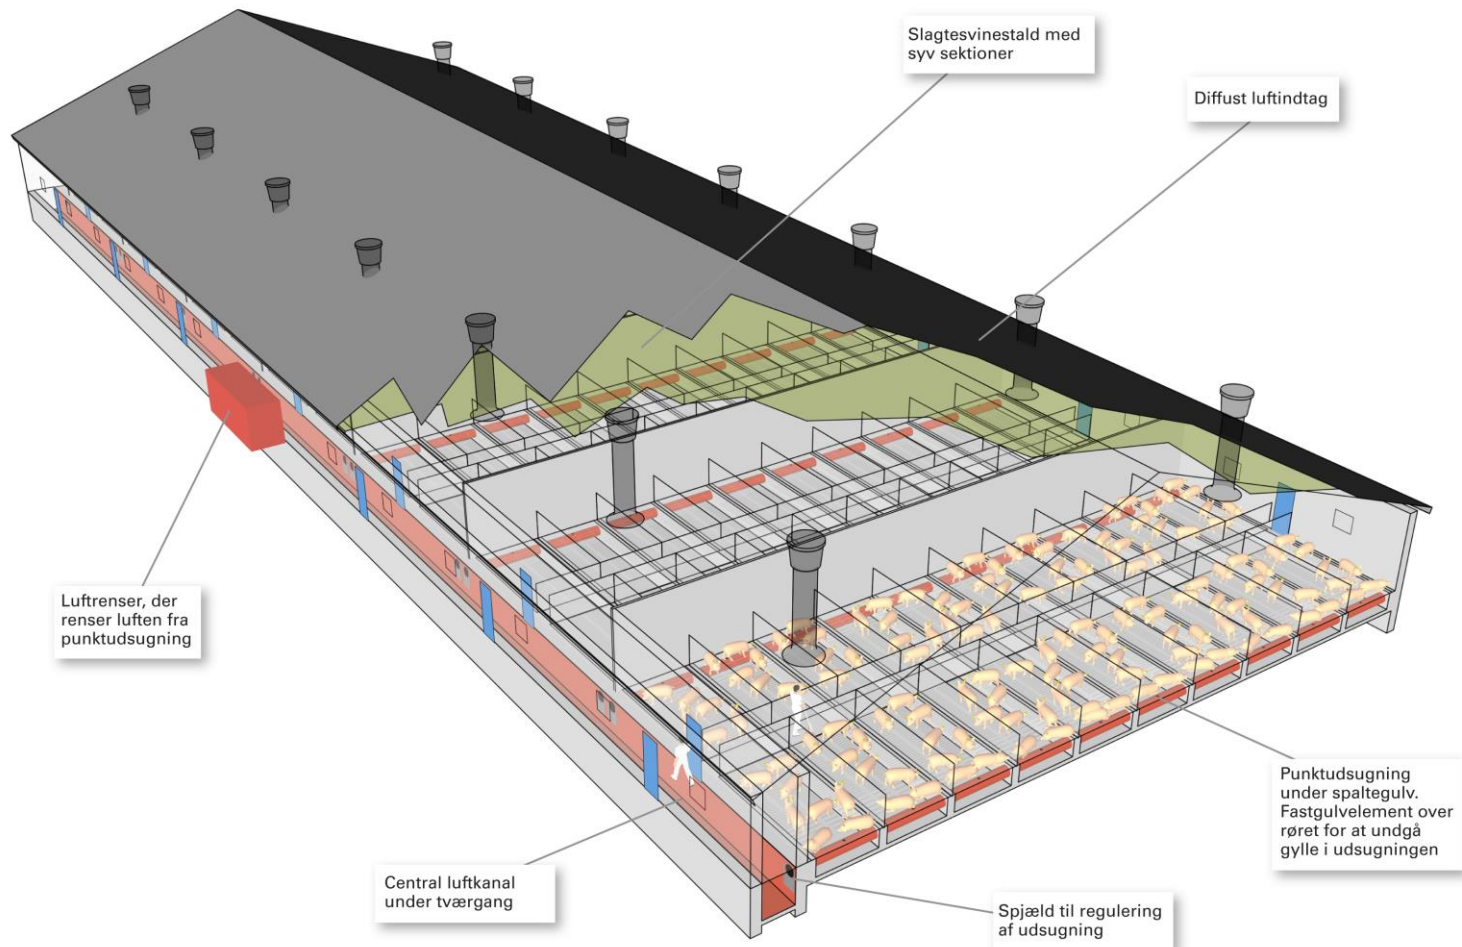 Slagtesvinestald med
syv sektioner
Diffust luftindtag
Luftrenser, der
renser luften fra
punktudsugning
Central luftkanal
under tværgang
Spjæld til regulering
af udsugning
Punktudsugning
under spaltegulv.
Fastgulvelement over
røret for at undgå
gylle i udsugningen